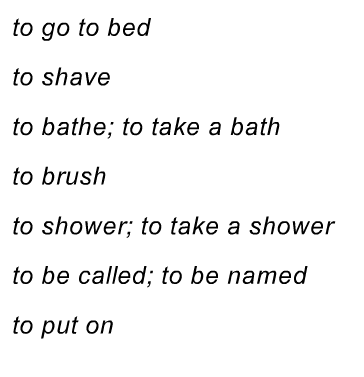 to go to bed
to shave
to bathe; to take a bath
to brush
to shower; to take a shower
to be called; to be named
to put on